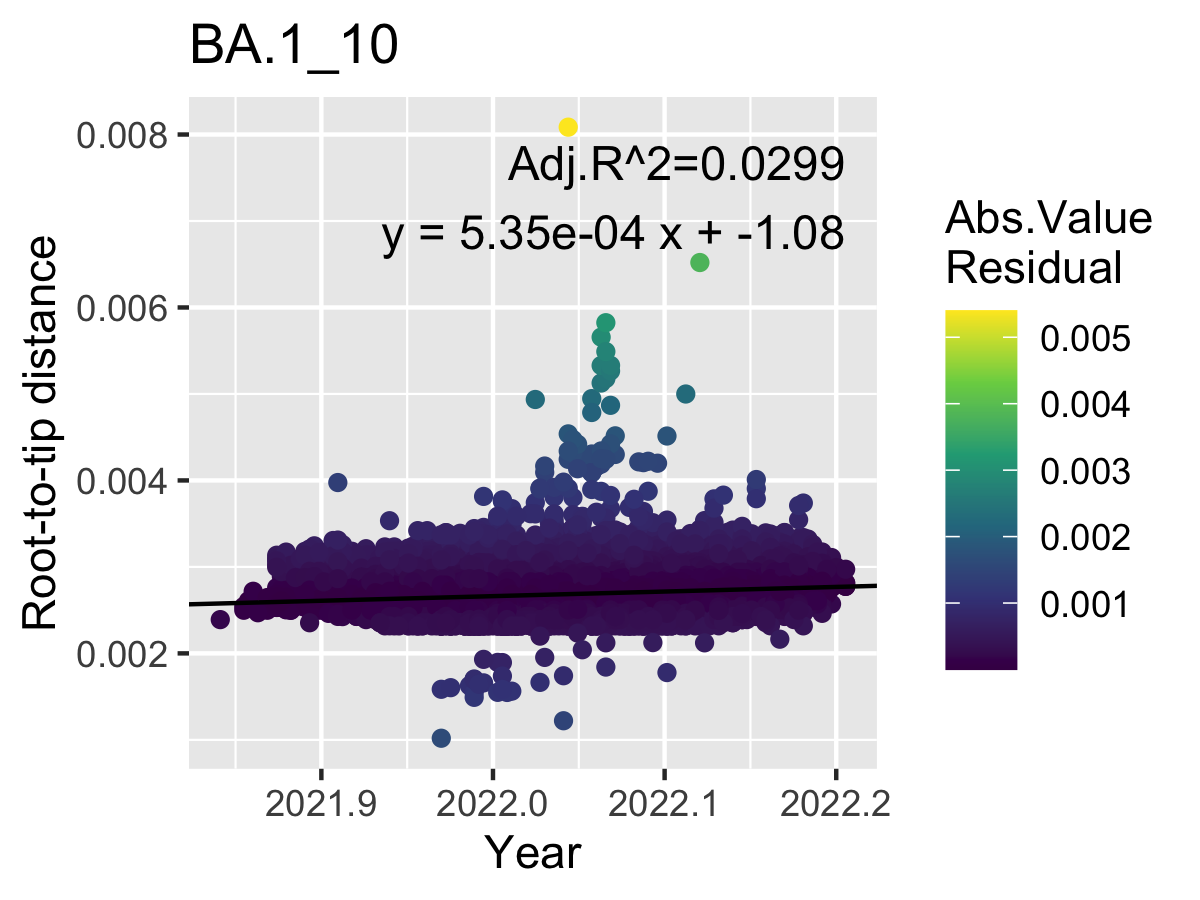 BA.1_10
0.008
0.006
0.004
0.002
Root-to-tip distance
Adj.R^2=0.0299
y = 5.35e-04 x + -1.08
2021.9
2022.0
2022.1
2022.2
Year
Abs.Value
Residual
0.005
0.004
0.003
0.002
0.001